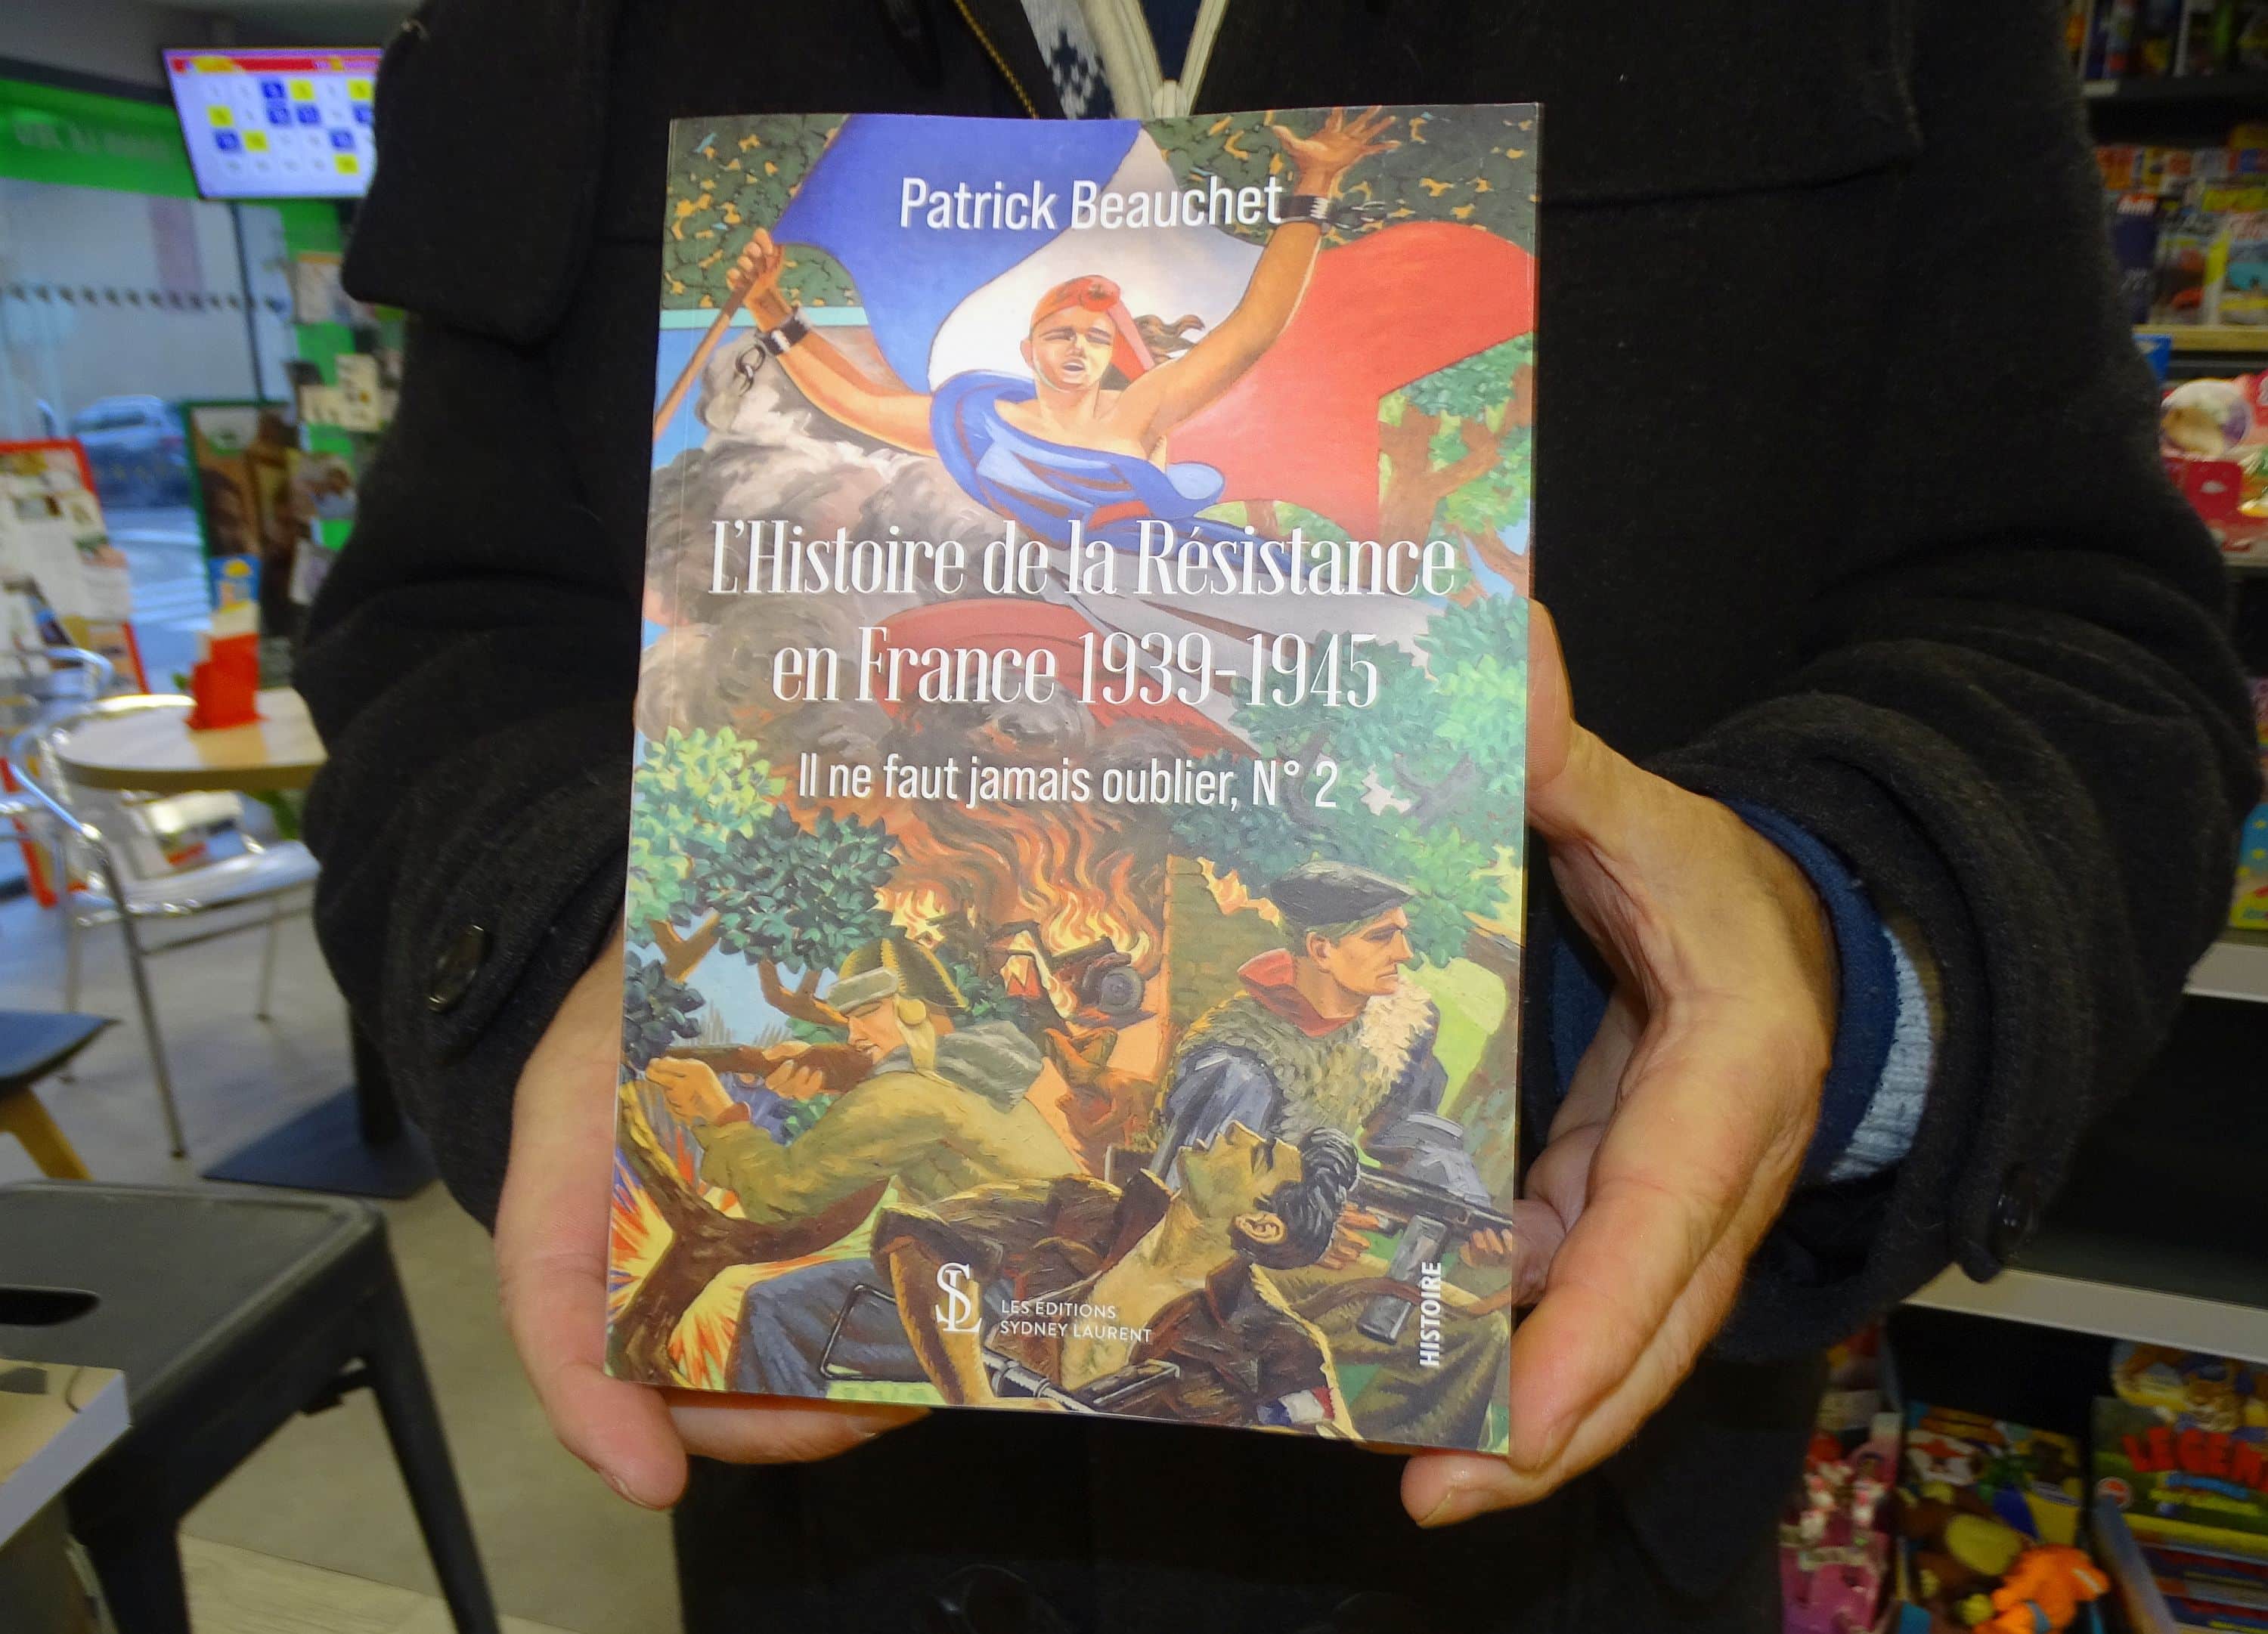 Patrick Beauchet
L'Histoire de la Résistance
en France 1939-1945
Il ne faut jamais oublier, N° 2
SL
LES EDITIONS
SYDNEY LAURENT
HISTOIRE